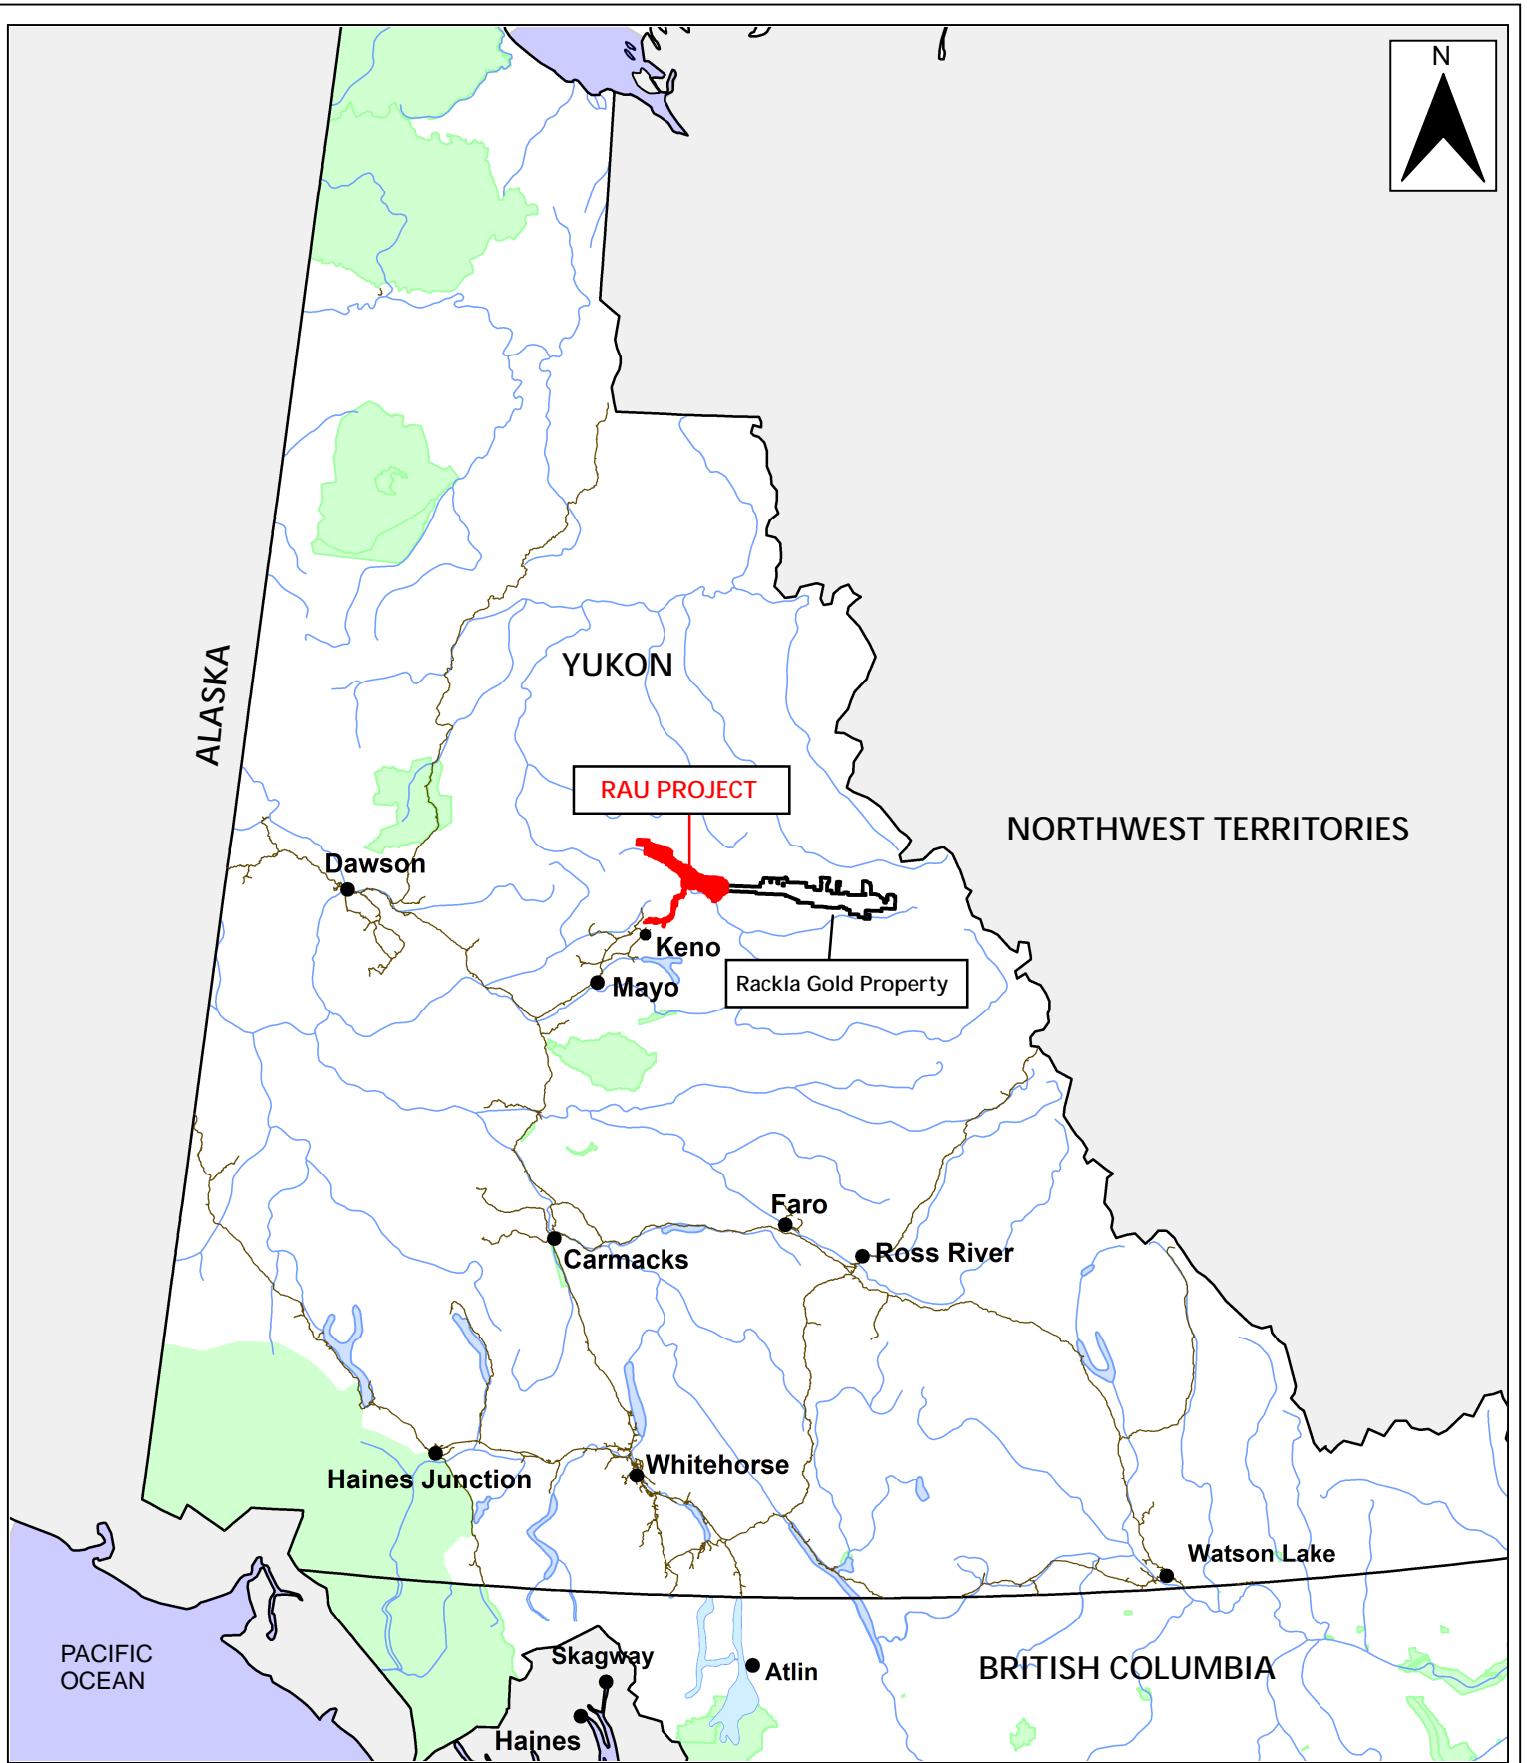 N
YUKON
ALASKA
RAU PROJECT
NORTHWEST TERRITORIES
Dawson
Keno
Mayo
Rackla Gold Property
Faro
Ross River
Carmacks
Whitehorse
Haines Junction
Watson Lake
PACIFIC
OCEAN
Skagway
Atlin
BRITISH COLUMBIA
Haines